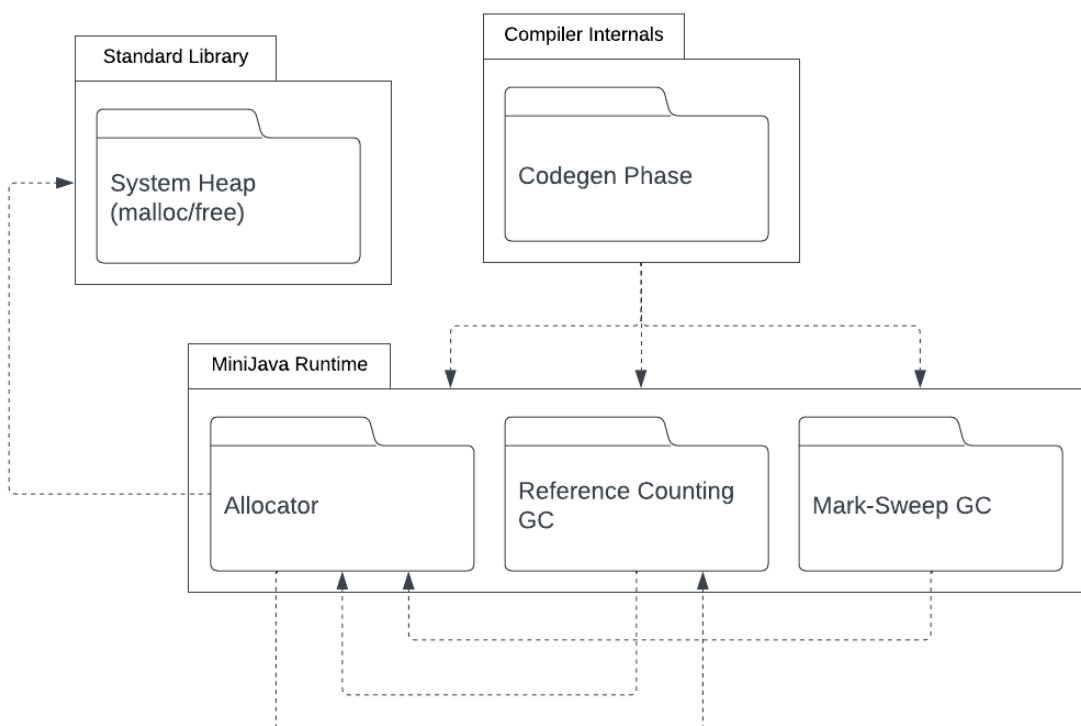 Standard Library
Compiler Internals
System Heap
(malloc/free)
Codegen Phase
MiniJava Runtime
Allocator
Reference Counting
GC
Mark-Sweep GC